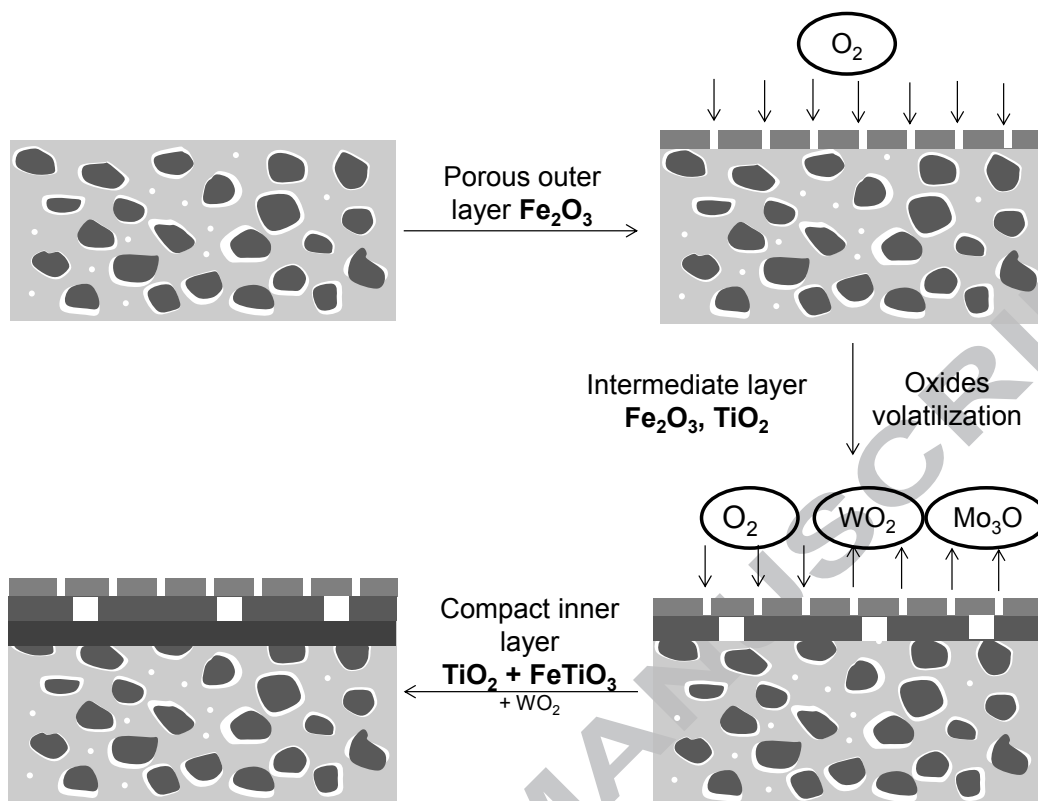 O₂
Porous outer
layer Fe₂O₃
Intermediate layer
Fe₂O₃, TiO₂
Oxides
volatilization
O₂
WO₂
Mo₃O
Compact inner
layer
TiO₂ + FeTiO₃
+ WO₂
MANUSCRI